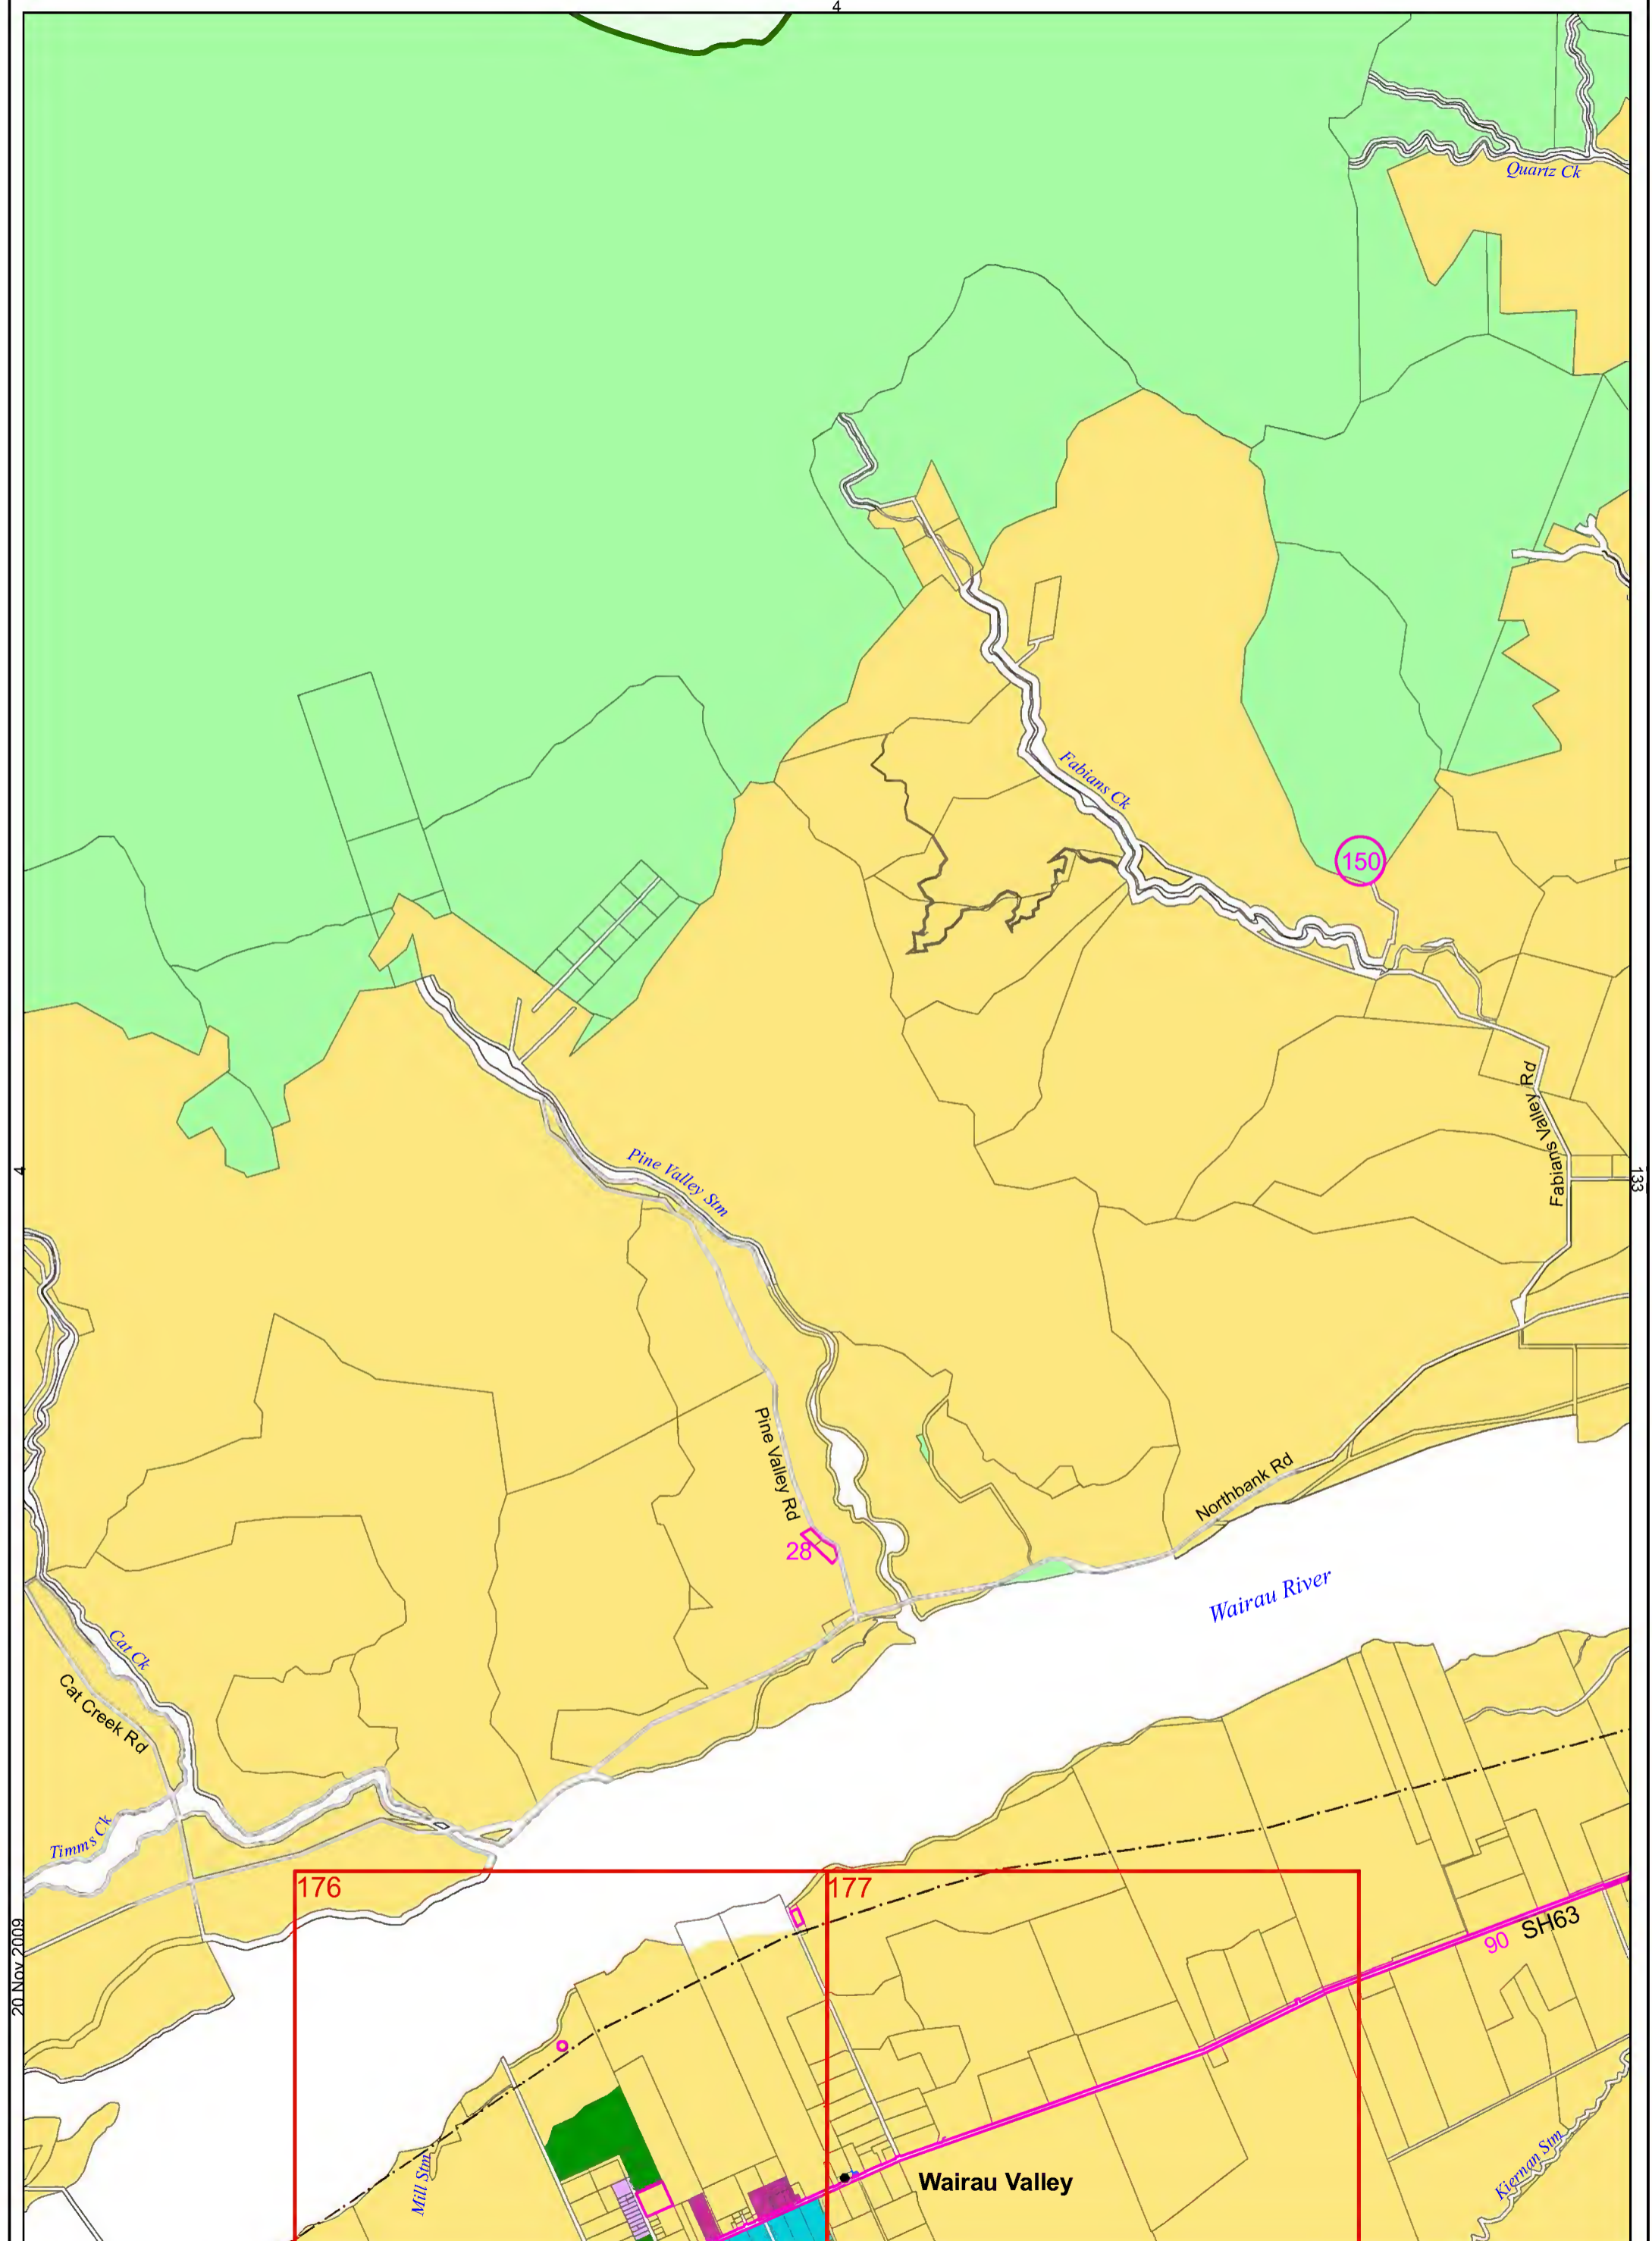 4
Quartz Ck
Fabians Ck
150
Fabians Valley Rd
4
133
Pine Valley Stm
Pine Valley Rd
Northbank Rd
28
Wairau River
Cat Ck
Cat Creek Rd
Timms Ck
176
177
SH63
90
20 Nov 2009
Mill Stm
Wairau Valley
Kiernan Stm